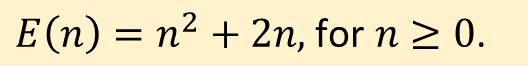 E(n) = n² + 2n, for n ≥ 0.